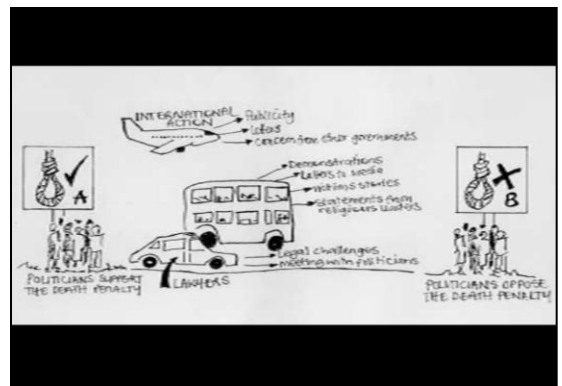 INTERNATIONAL
ACTION
Publicity
Letters
Concern from other governments
Demonstrations
Letters to media
Victims stories
Statements from
religious leaders
Legal challenges
meeting with politicians
LAWYERS
A
POLITICIANS SUPPORT
THE DEATH PENALTY
B
POLITICIANS OPPOSE
THE DEATH PENALTY